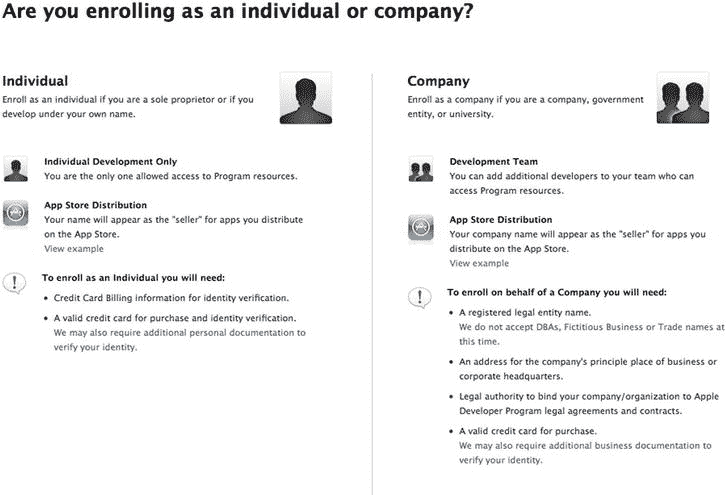 Are you enrolling as an individual or company?
Individual
Enroll as an individual if you are a sole proprietor or if you
develop under your own name.
Individual Development Only
You are the only one allowed access to Program resources.
App Store Distribution
Your name will appear as the "seller" for apps you distribute
on the App Store.
View example
To enroll as an Individual you will need:
• Credit Card Billing information for identity verification.
• A valid credit card for purchase and identity verification.
We may also require additional personal documentation to
verify your identity.
Company
Enroll as a company if you are a company, government
entity, or university.
Development Team
You can add additional developers to your team who can
access Program resources.
App Store Distribution
Your company name will appear as the "seller" for apps you
distribute on the App Store.
View example
To enroll on behalf of a Company you will need:
• A registered legal entity name.
We do not accept DBAs, Fictitious Business or Trade names at
this time.
• An address for the company's principle place of business or
corporate headquarters.
• Legal authority to bind your company/organization to Apple
Developer Program legal agreements and contracts.
• A valid credit card for purchase.
We may also require additional business documentation to
verify your identity.